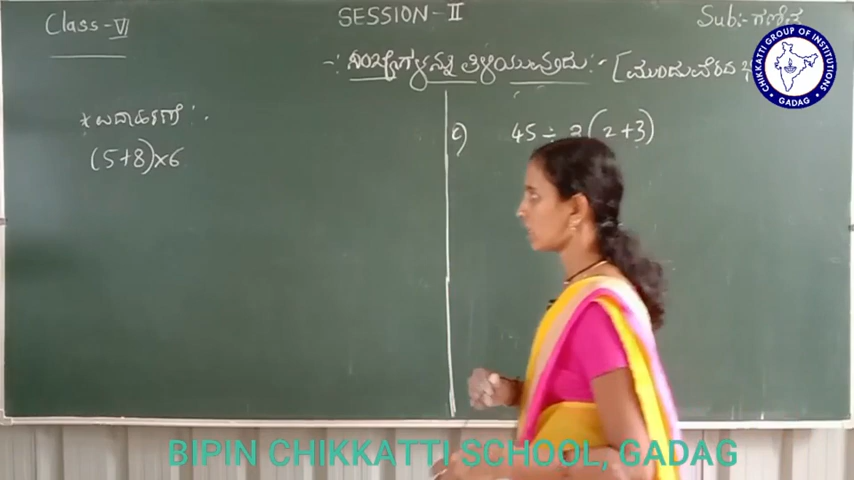 Class-VI
SESSION-II
Sub:- ಗಣಿತ
-: ಸಂಖ್ಯೆಗಳನ್ನು ತಿಳಿಯುವುದು :- [ಮುಂದುವೆರದ
* ಉದಾಹರಣೆ :-
(5+8)×6
c) 45 ÷ 3(2+3)
CHIKKATTI GROUP OF INSTITUTIONS
GADAG
BIPIN CHIKKATTI SCHOOL, GADAG